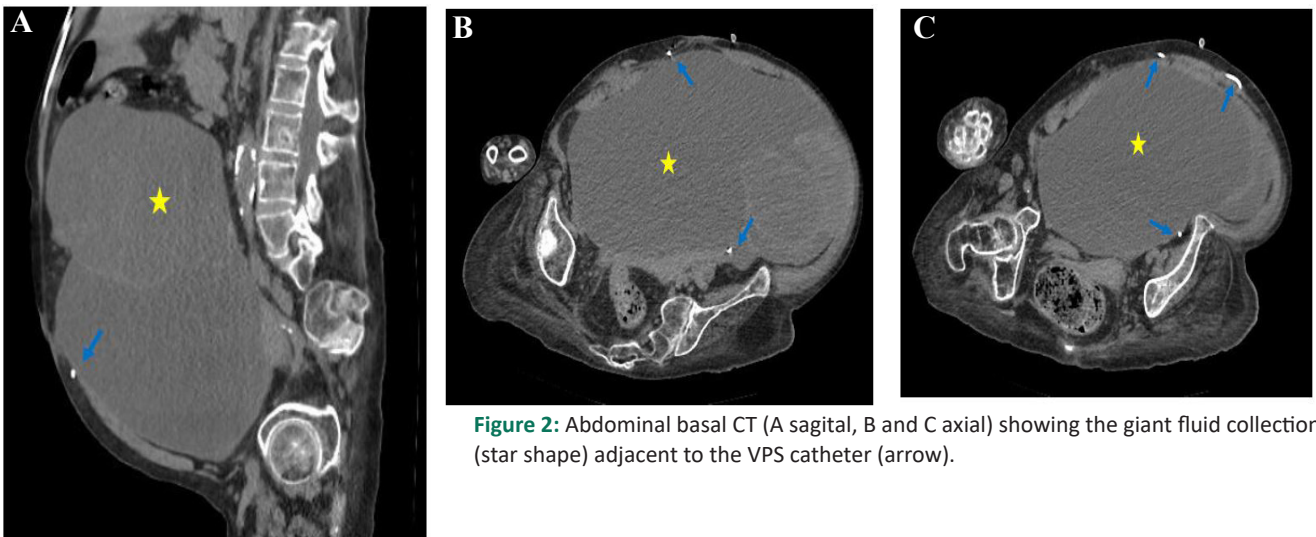 A
B
C
Figure 2: Abdominal basal CT (A sagital, B and C axial) showing the giant fluid collection
(star shape) adjacent to the VPS catheter (arrow).